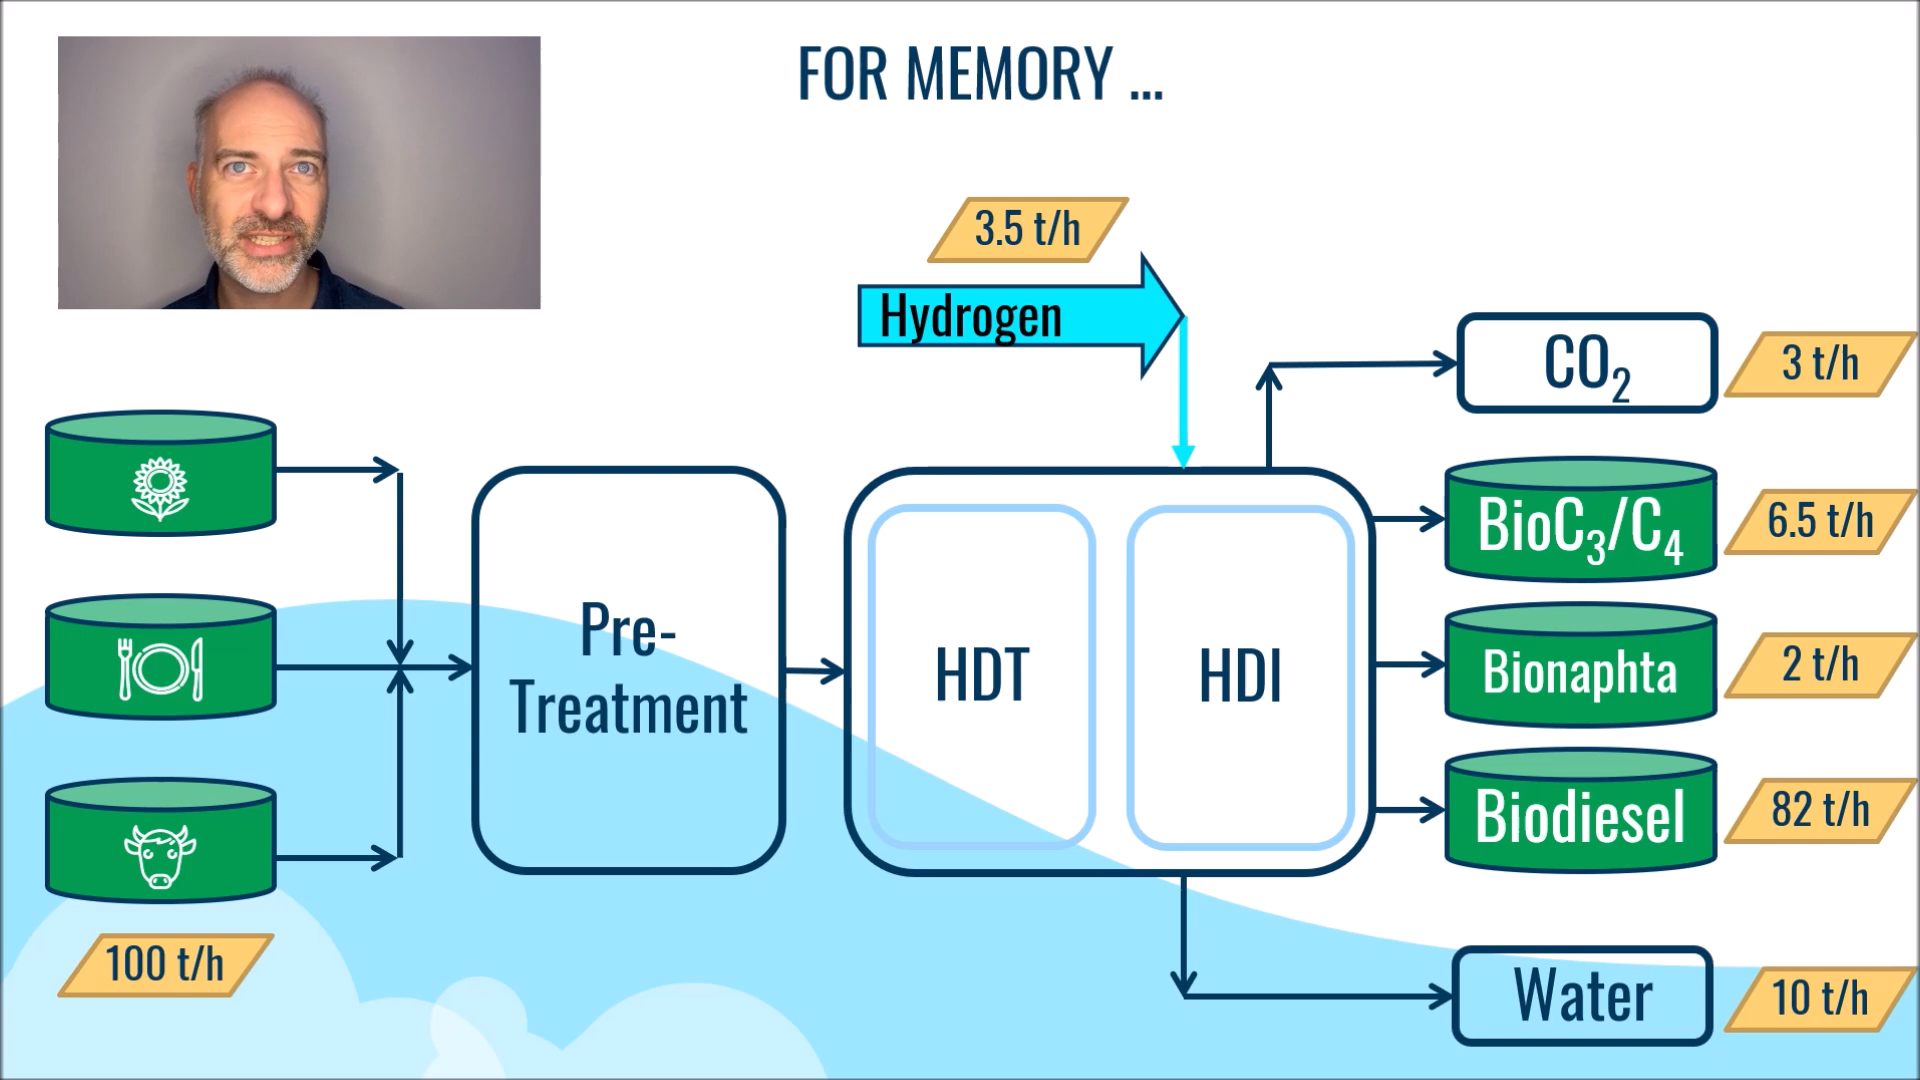 FOR MEMORY ...
3.5 t/h
Hydrogen
CO₂
3 t/h
BioC₃/C₄
6.5 t/h
Pre-
Treatment
HDT
HDI
Bionaphta
2 t/h
Biodiesel
82 t/h
100 t/h
Water
10 t/h